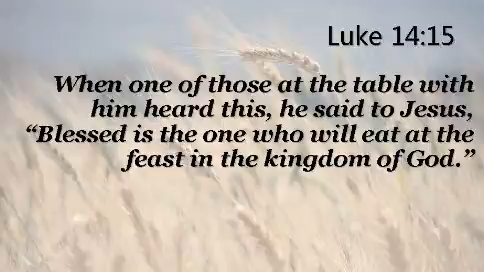 Luke 14:15
When one of those at the table with
him heard this, he said to Jesus,
“Blessed is the one who will eat at the
feast in the kingdom of God.”